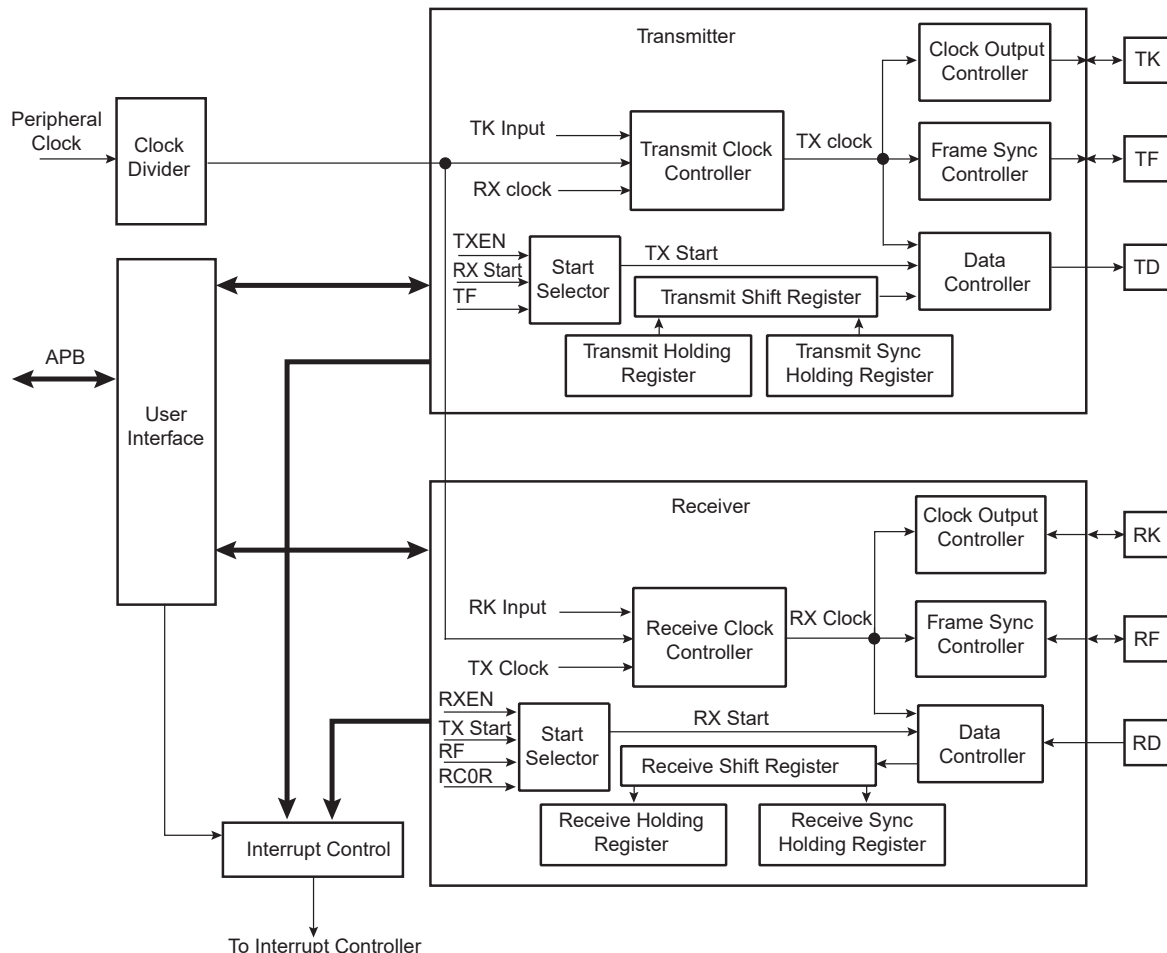 Transmitter
Clock Output
Controller
TK
Peripheral
Clock
Clock
Divider
TK Input
RX clock
Transmit Clock
Controller
TX clock
Frame Sync
Controller
TF
TXEN
RX Start
TF
Start
Selector
TX Start
Data
Controller
TD
Transmit Shift Register
Transmit Holding
Register
Transmit Sync
Holding Register
APB
User
Interface
Receiver
Clock Output
Controller
RK
RK Input
TX Clock
Receive Clock
Controller
RX Clock
Frame Sync
Controller
RF
RXEN
TX Start
RF
RC0R
Start
Selector
RX Start
Data
Controller
RD
Receive Shift Register
Receive Holding
Register
Receive Sync
Holding Register
Interrupt Control
To Interrupt Controller